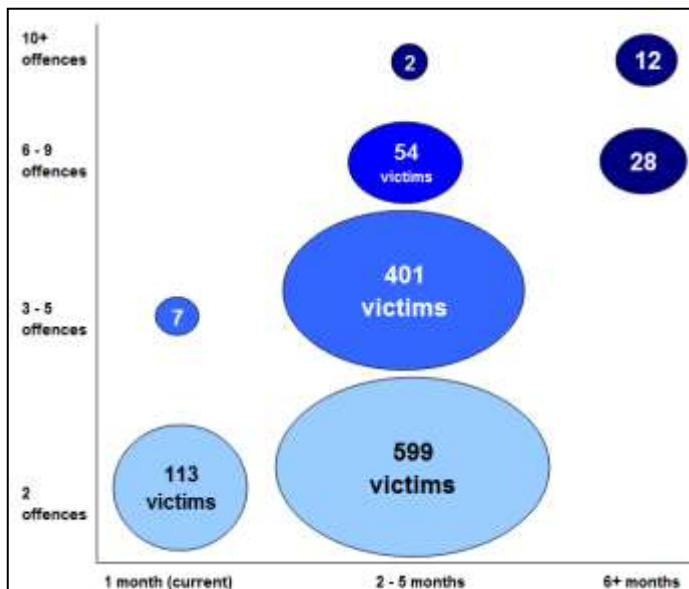 10+
offences
2
12
6 - 9
offences
54
victims
28
401
victims
3 - 5
offences
7
599
victims
113
victims
2
offences
1 month (current)
2 - 5 months
6+ months